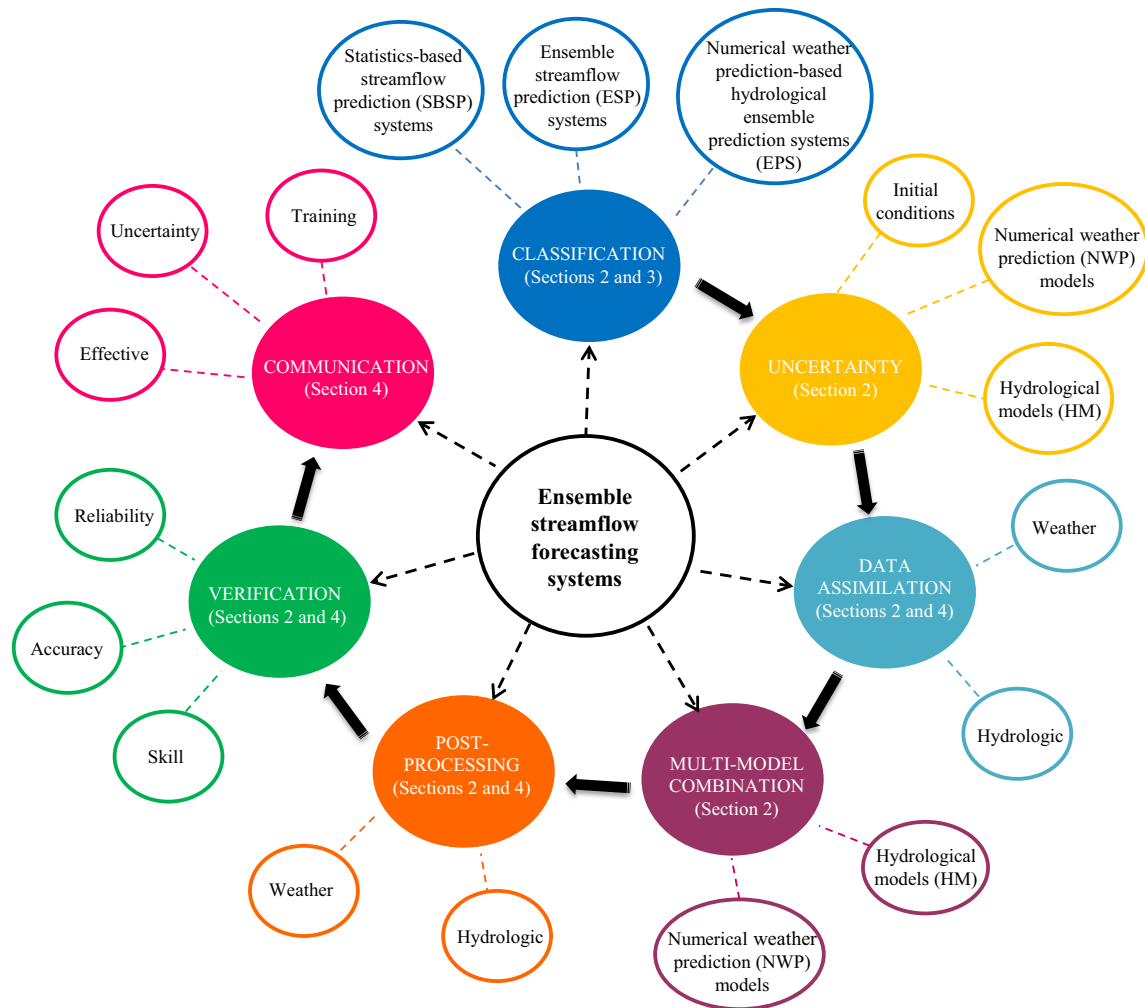 Statistics-based
streamflow
prediction (SBSP)
systems
Ensemble
streamflow
prediction (ESP)
systems
Numerical weather
prediction-based
hydrological
ensemble
prediction systems
(EPS)
CLASSIFICATION
(Sections 2 and 3)
Initial
conditions
Numerical weather
prediction (NWP)
models
Hydrological
models (HM)
UNCERTAINTY
(Section 2)
Weather
Hydrologic
DATA
ASSIMILATION
(Sections 2 and 4)
MULTI-MODEL
COMBINATION
(Section 2)
Hydrological
models (HM)
Numerical weather
prediction (NWP)
models
POST-
PROCESSING
(Sections 2 and 4)
Weather
Hydrologic
VERIFICATION
(Sections 2 and 4)
Reliability
Accuracy
Skill
COMMUNICATION
(Section 4)
Training
Uncertainty
Effective
Ensemble
streamflow
forecasting
systems